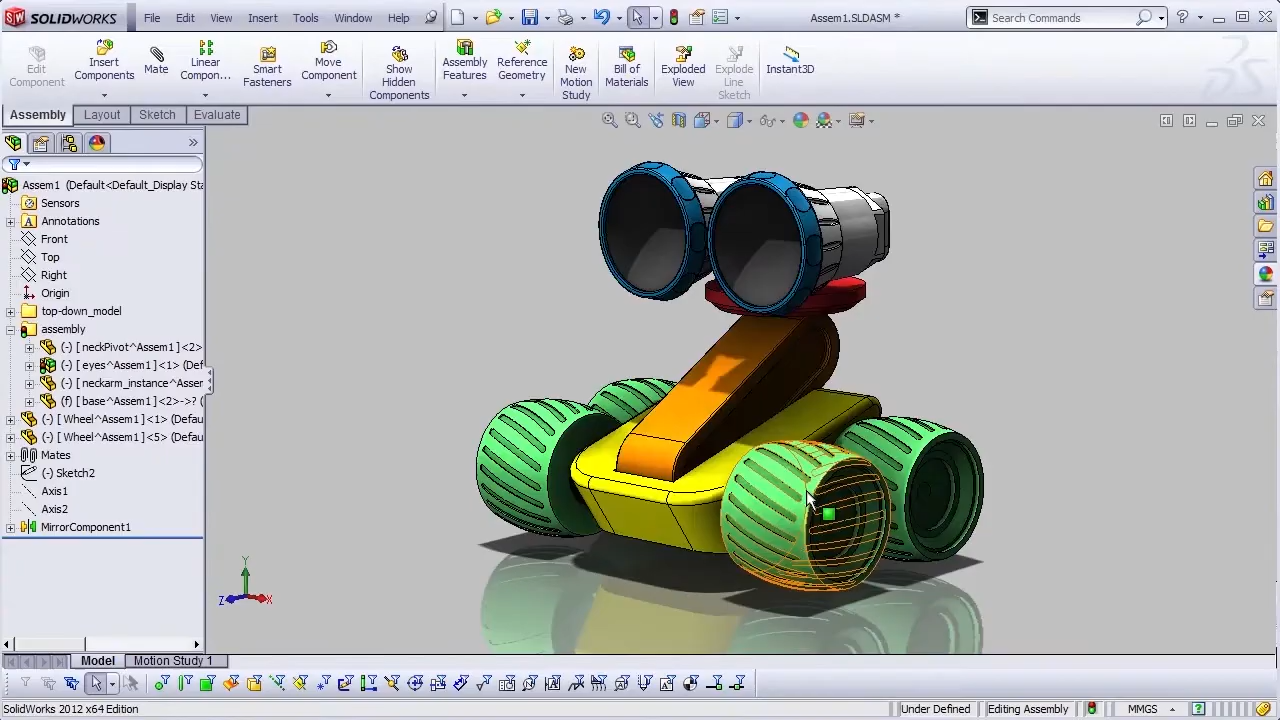 SOLIDWORKS
File Edit View Insert Tools Window Help
Assem1.SLDASM *
Search Commands
Edit Component
Insert Components
Mate
Linear Compon...
Smart Fasteners
Move Component
Show Hidden Components
Assembly Features
Reference Geometry
New Motion Study
Bill of Materials
Exploded View
Explode Line Sketch
Instant3D
Assembly Layout Sketch Evaluate
Assem1 (Default<Default_Display Sta
Sensors
Annotations
Front
Top
Right
Origin
top-down_model
assembly
(-) [ neckPivot^Assem1 ]<2>
(-) [ eyes^Assem1 ]<1> (Def
(-) [ neckarm_instance^Assem
(f) [ base^Assem1 ]<2>->? (
(-) [ Wheel^Assem1 ]<1> (Defau
(-) [ Wheel^Assem1 ]<5> (Defau
Mates
(-) Sketch2
Axis1
Axis2
MirrorComponent1
Y
Z
X
Model Motion Study 1
SolidWorks 2012 x64 Edition
Under Defined Editing Assembly MMGS